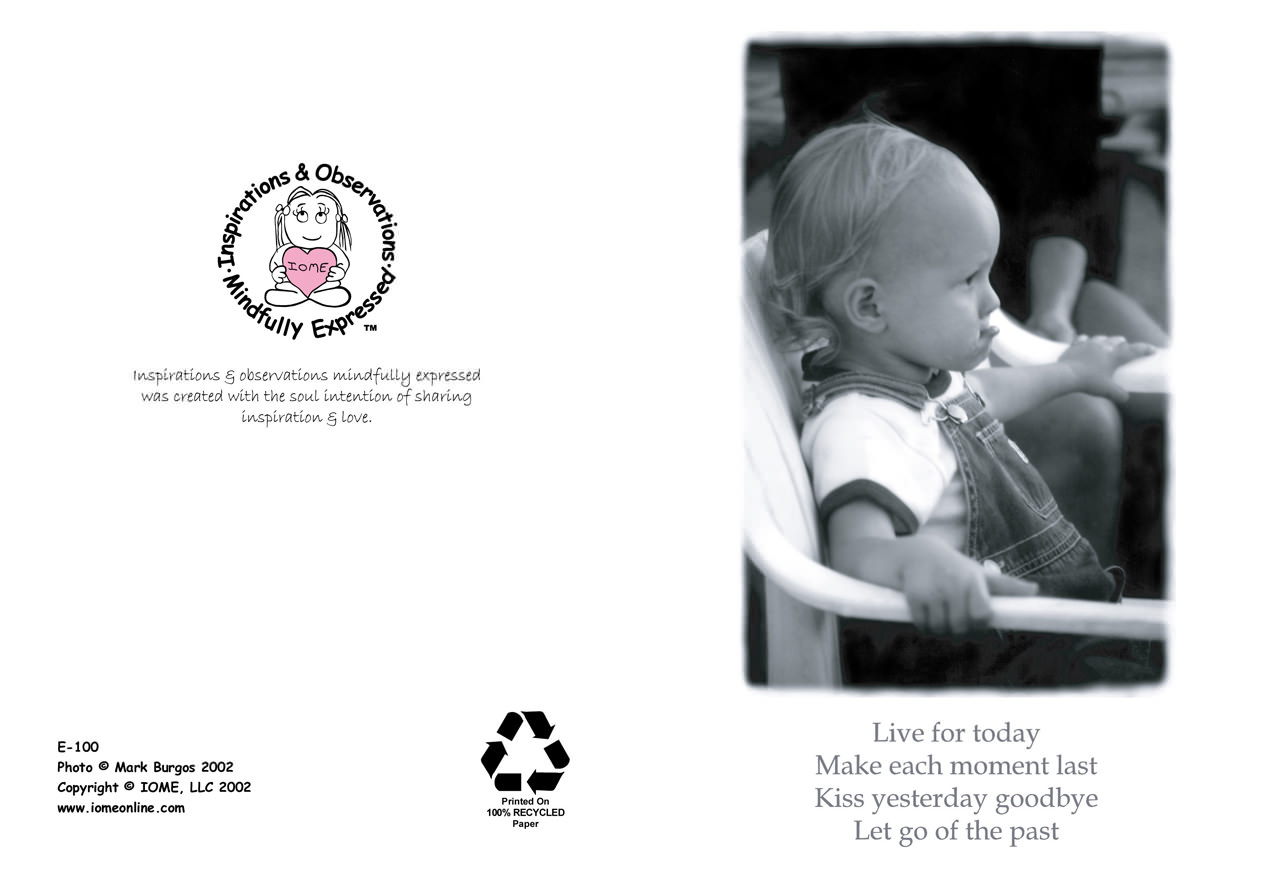 ·Inspirations & Observations·
Mindfully Expressed
TM
IOME
Inspirations & observations mindfully expressed
was created with the soul intention of sharing
inspiration & love.
E-100
Photo © Mark Burgos 2002
Copyright © IOME, LLC 2002
www.iomeonline.com
Printed On
100% RECYCLED
Paper
Live for today
Make each moment last
Kiss yesterday goodbye
Let go of the past